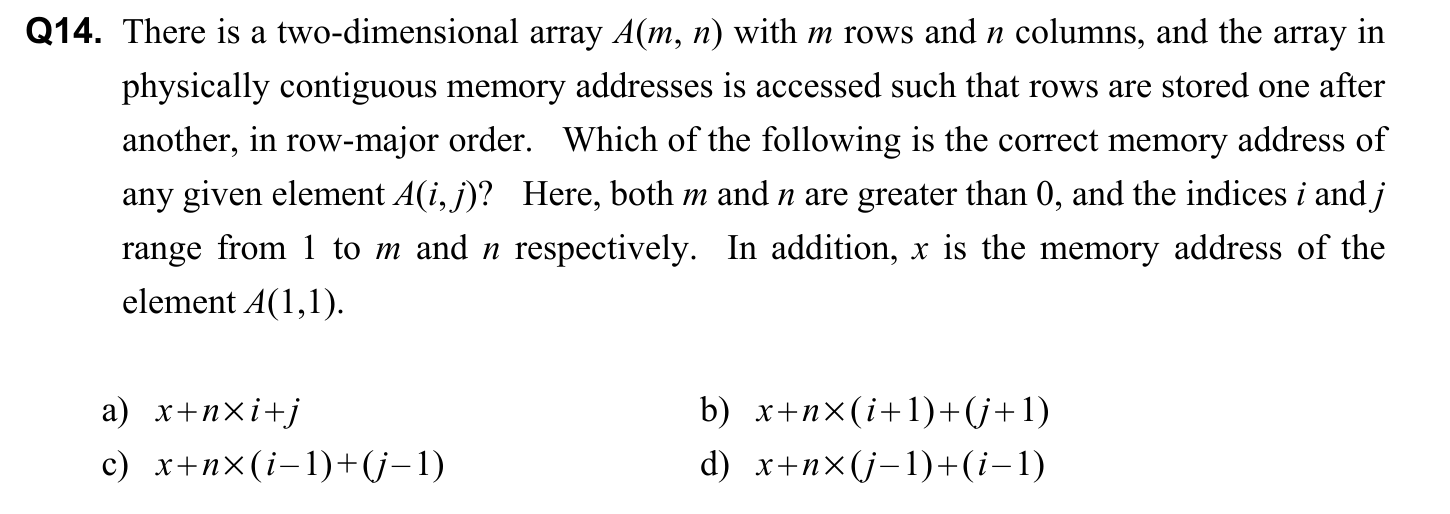 Q14. There is a two-dimensional array A(m, n) with m rows and n columns, and the array in
physically contiguous memory addresses is accessed such that rows are stored one after
another, in row-major order. Which of the following is the correct memory address of
any given element A(i, j)? Here, both m and n are greater than 0, and the indices i and j
range from 1 to m and n respectively. In addition, x is the memory address of the
element A(1,1).
a) x+n×i+j b) x+n×(i+1)+(j+1)
c) x+n×(i−1)+(j−1) d) x+n×(j−1)+(i−1)